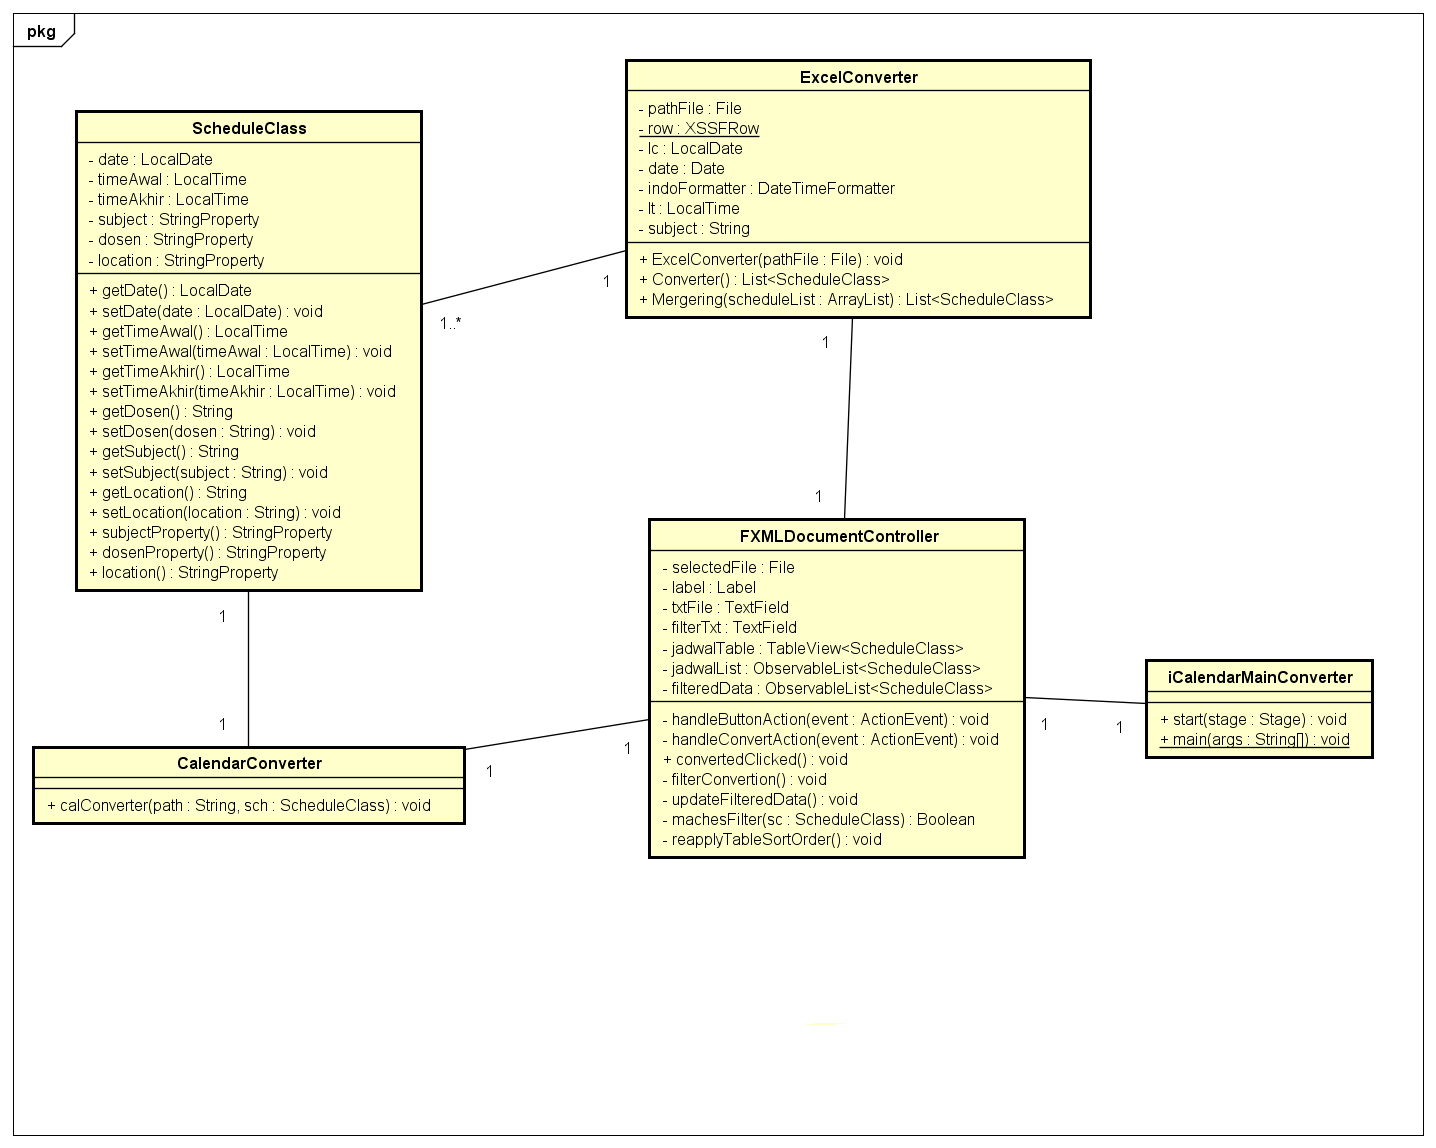 pkg
ScheduleClass
- date : LocalDate
- timeAwal : LocalTime
- timeAkhir : LocalTime
- subject : StringProperty
- dosen : StringProperty
- location : StringProperty
+ getDate() : LocalDate
+ setDate(date : LocalDate) : void
+ getTimeAwal() : LocalTime
+ setTimeAwal(timeAwal : LocalTime) : void
+ getTimeAkhir() : LocalTime
+ setTimeAkhir(timeAkhir : LocalTime) : void
+ getDosen() : String
+ setDosen(dosen : String) : void
+ getSubject() : String
+ setSubject(subject : String) : void
+ getLocation() : String
+ setLocation(location : String) : void
+ subjectProperty() : StringProperty
+ dosenProperty() : StringProperty
+ location() : StringProperty
ExcelConverter
- pathFile : File
- row : XSSFRow
- lc : LocalDate
- date : Date
- indoFormatter : DateTimeFormatter
- lt : LocalTime
- subject : String
+ ExcelConverter(pathFile : File) : void
+ Converter() : List<ScheduleClass>
+ Mergering(scheduleList : ArrayList) : List<ScheduleClass>
1
1..*
1
1
FXMLDocumentController
- selectedFile : File
- label : Label
- txtFile : TextField
- filterTxt : TextField
- jadwalTable : TableView<ScheduleClass>
- jadwalList : ObservableList<ScheduleClass>
- filteredData : ObservableList<ScheduleClass>
- handleButtonAction(event : ActionEvent) : void
- handleConvertAction(event : ActionEvent) : void
+ convertedClicked() : void
- filterConvertion() : void
- updateFilteredData() : void
- machesFilter(sc : ScheduleClass) : Boolean
- reapplyTableSortOrder() : void
iCalendarMainConverter
+ start(stage : Stage) : void
+ main(args : String[]) : void
1
1
1
1
CalendarConverter
+ calConverter(path : String, sch : ScheduleClass) : void
1
1